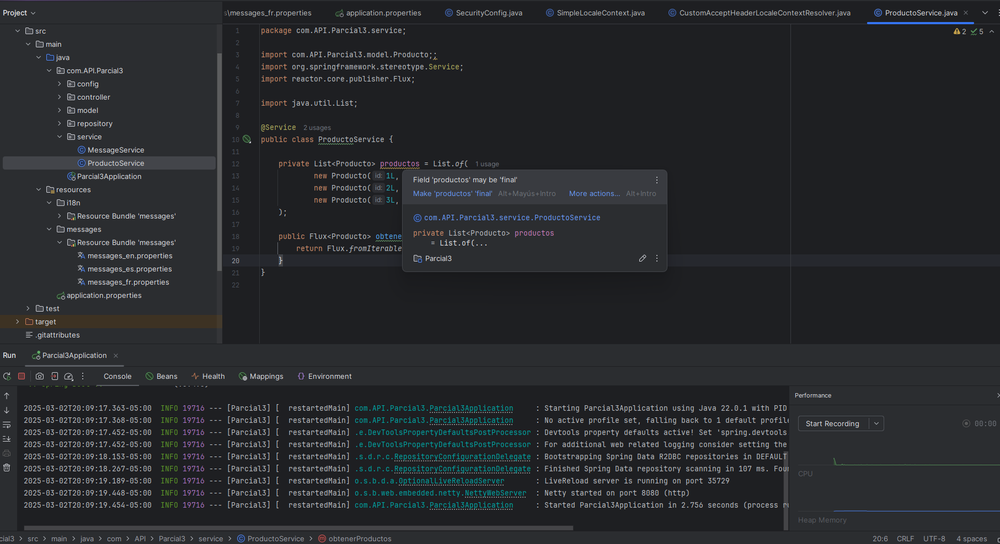 Project
s\messages_fr.properties
application.properties
SecurityConfig.java
SimpleLocaleContext.java
CustomAcceptHeaderLocaleContextResolver.java
ProductoService.java
src
main
java
com.API.Parcial3
config
controller
model
repository
service
MessageService
ProductoService
Parcial3Application
resources
i18n
Resource Bundle 'messages'
messages
Resource Bundle 'messages'
messages_en.properties
messages_es.properties
messages_fr.properties
application.properties
test
target
.gitattributes
2 5
1 package com.API.Parcial3.service;
2
3 import com.API.Parcial3.model.Producto;;
4 import org.springframework.stereotype.Service;
5 import reactor.core.publisher.Flux;
6
7 import java.util.List;
8
9 @Service 2 usages
10 public class ProductoService {
11
12 private List<Producto> productos = List.of( 1 usage
13 new Producto( id: 1L,
14 new Producto( id: 2L,
15 new Producto( id: 3L,
16 );
17
18 public Flux<Producto> obtene
19 return Flux.fromIterable
20 }
21 }
22
Field 'productos' may be 'final'
Make 'productos' 'final' Alt+Mayús+Intro More actions... Alt+Intro
com.API.Parcial3.service.ProductoService
private List<Producto> productos
= List.of(...
Parcial3
Run Parcial3Application
Console Beans Health Mappings Environment
2025-03-02T20:09:17.363-05:00 INFO 19716 --- [Parcial3] [ restartedMain] com.API.Parcial3.Parcial3Application : Starting Parcial3Application using Java 22.0.1 with PID
2025-03-02T20:09:17.368-05:00 INFO 19716 --- [Parcial3] [ restartedMain] com.API.Parcial3.Parcial3Application : No active profile set, falling back to 1 default profile
2025-03-02T20:09:17.452-05:00 INFO 19716 --- [Parcial3] [ restartedMain] .e.DevToolsPropertyDefaultsPostProcessor : Devtools property defaults active! Set 'spring.devtools
2025-03-02T20:09:17.452-05:00 INFO 19716 --- [Parcial3] [ restartedMain] .e.DevToolsPropertyDefaultsPostProcessor : For additional web related logging consider setting the
2025-03-02T20:09:18.153-05:00 INFO 19716 --- [Parcial3] [ restartedMain] .s.d.r.c.RepositoryConfigurationDelegate : Bootstrapping Spring Data R2DBC repositories in DEFAULT
2025-03-02T20:09:18.267-05:00 INFO 19716 --- [Parcial3] [ restartedMain] .s.d.r.c.RepositoryConfigurationDelegate : Finished Spring Data repository scanning in 107 ms. Foun
2025-03-02T20:09:19.189-05:00 INFO 19716 --- [Parcial3] [ restartedMain] o.s.b.d.a.OptionalLiveReloadServer : LiveReload server is running on port 35729
2025-03-02T20:09:19.448-05:00 INFO 19716 --- [Parcial3] [ restartedMain] o.s.b.web.embedded.netty.NettyWebServer : Netty started on port 8080 (http)
2025-03-02T20:09:19.454-05:00 INFO 19716 --- [Parcial3] [ restartedMain] com.API.Parcial3.Parcial3Application : Started Parcial3Application in 2.756 seconds (process ru
Performance
Start Recording 00:00
CPU
Heap Memory
cial3 > src > main > java > com > API > Parcial3 > service > ProductoService > obtenerProductos
20:6 CRLF UTF-8 4 spaces